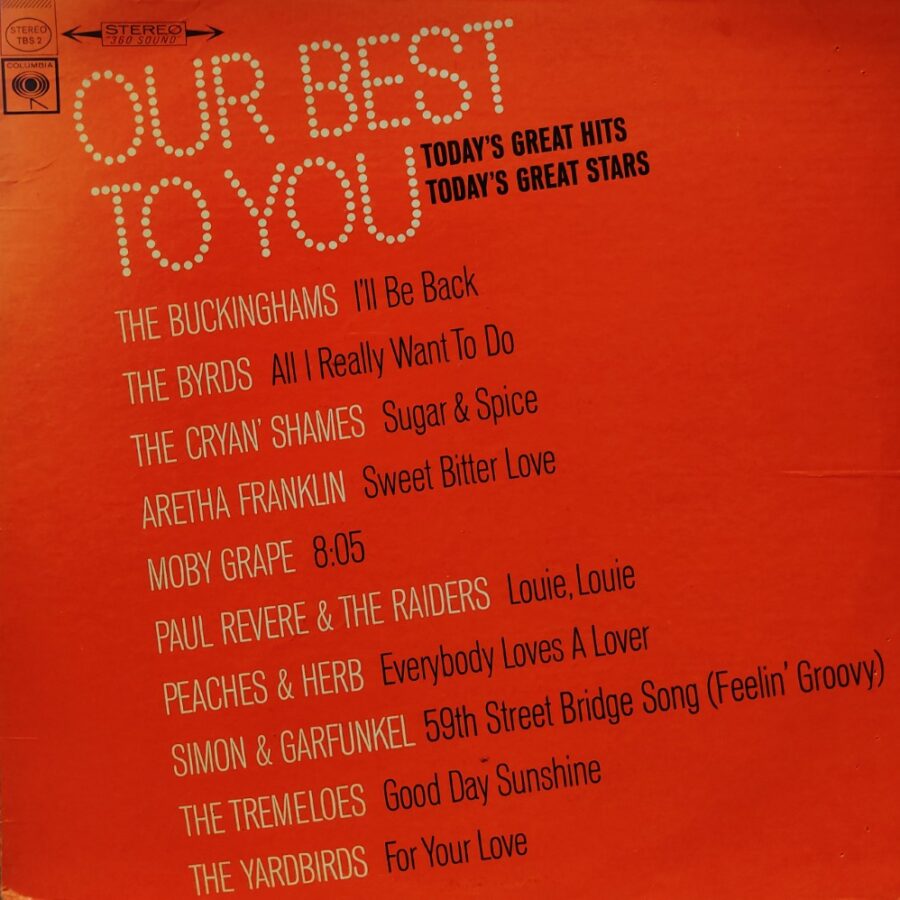 STEREO
TBS 2
STEREO
"360 SOUND"
COLUMBIA
OUR BEST
TO YOU
TODAY'S GREAT HITS
TODAY'S GREAT STARS
THE BUCKINGHAMS I'll Be Back
THE BYRDS All I Really Want To Do
THE CRYAN' SHAMES Sugar & Spice
ARETHA FRANKLIN Sweet Bitter Love
MOBY GRAPE 8:05
PAUL REVERE & THE RAIDERS Louie, Louie
PEACHES & HERB Everybody Loves A Lover
SIMON & GARFUNKEL 59th Street Bridge Song (Feelin' Groovy)
THE TREMELOES Good Day Sunshine
THE YARDBIRDS For Your Love